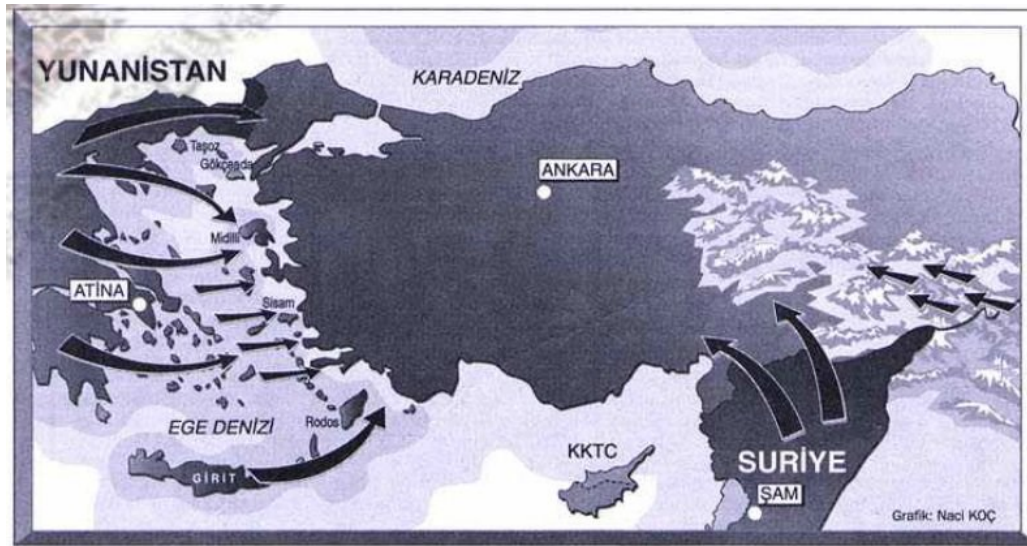 YUNANİSTAN
KARADENİZ
Taşoz
Gökçeada
ANKARA
Midilli
ATİNA
Sisam
Rodos
EGE DENİZİ
KKTC
GİRİT
SURİYE
ŞAM
Grafik: Naci KOÇ